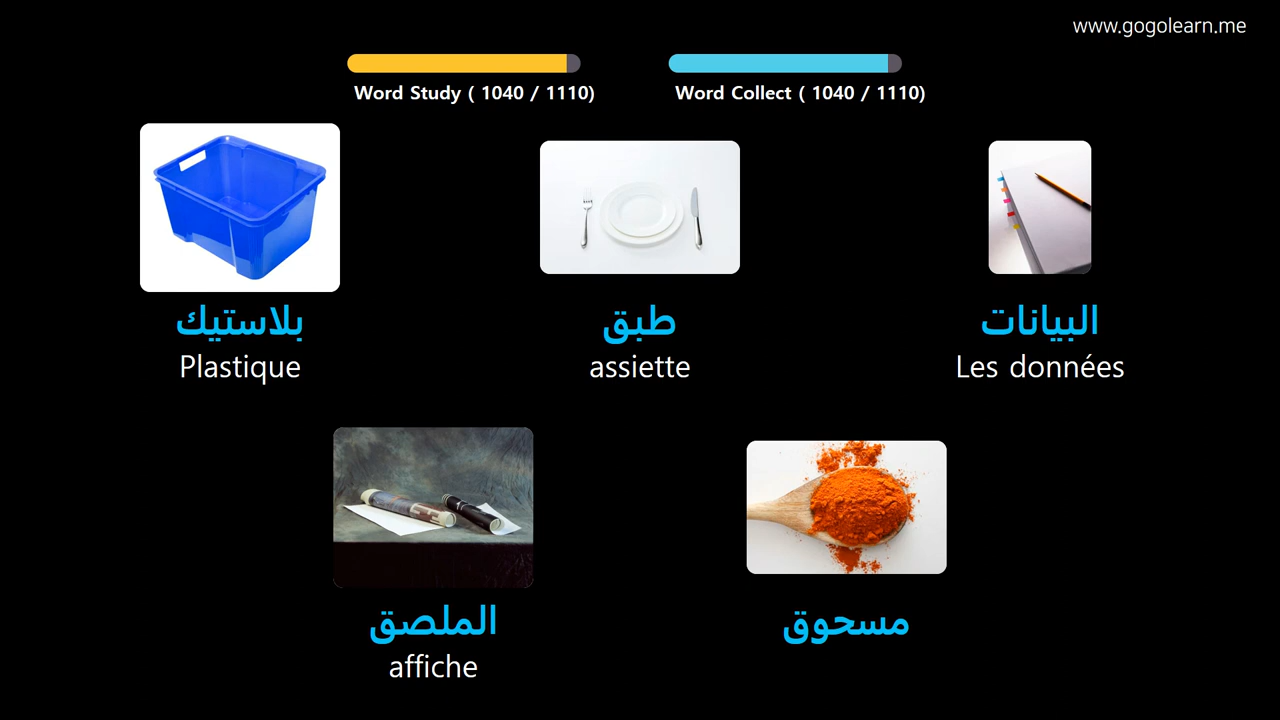 www.gogolearn.me
Word Study ( 1040 / 1110)
Word Collect ( 1040 / 1110)
بلاستيك
Plastique
طبق
assiette
البيانات
Les données
الملصق
affiche
مسحوق